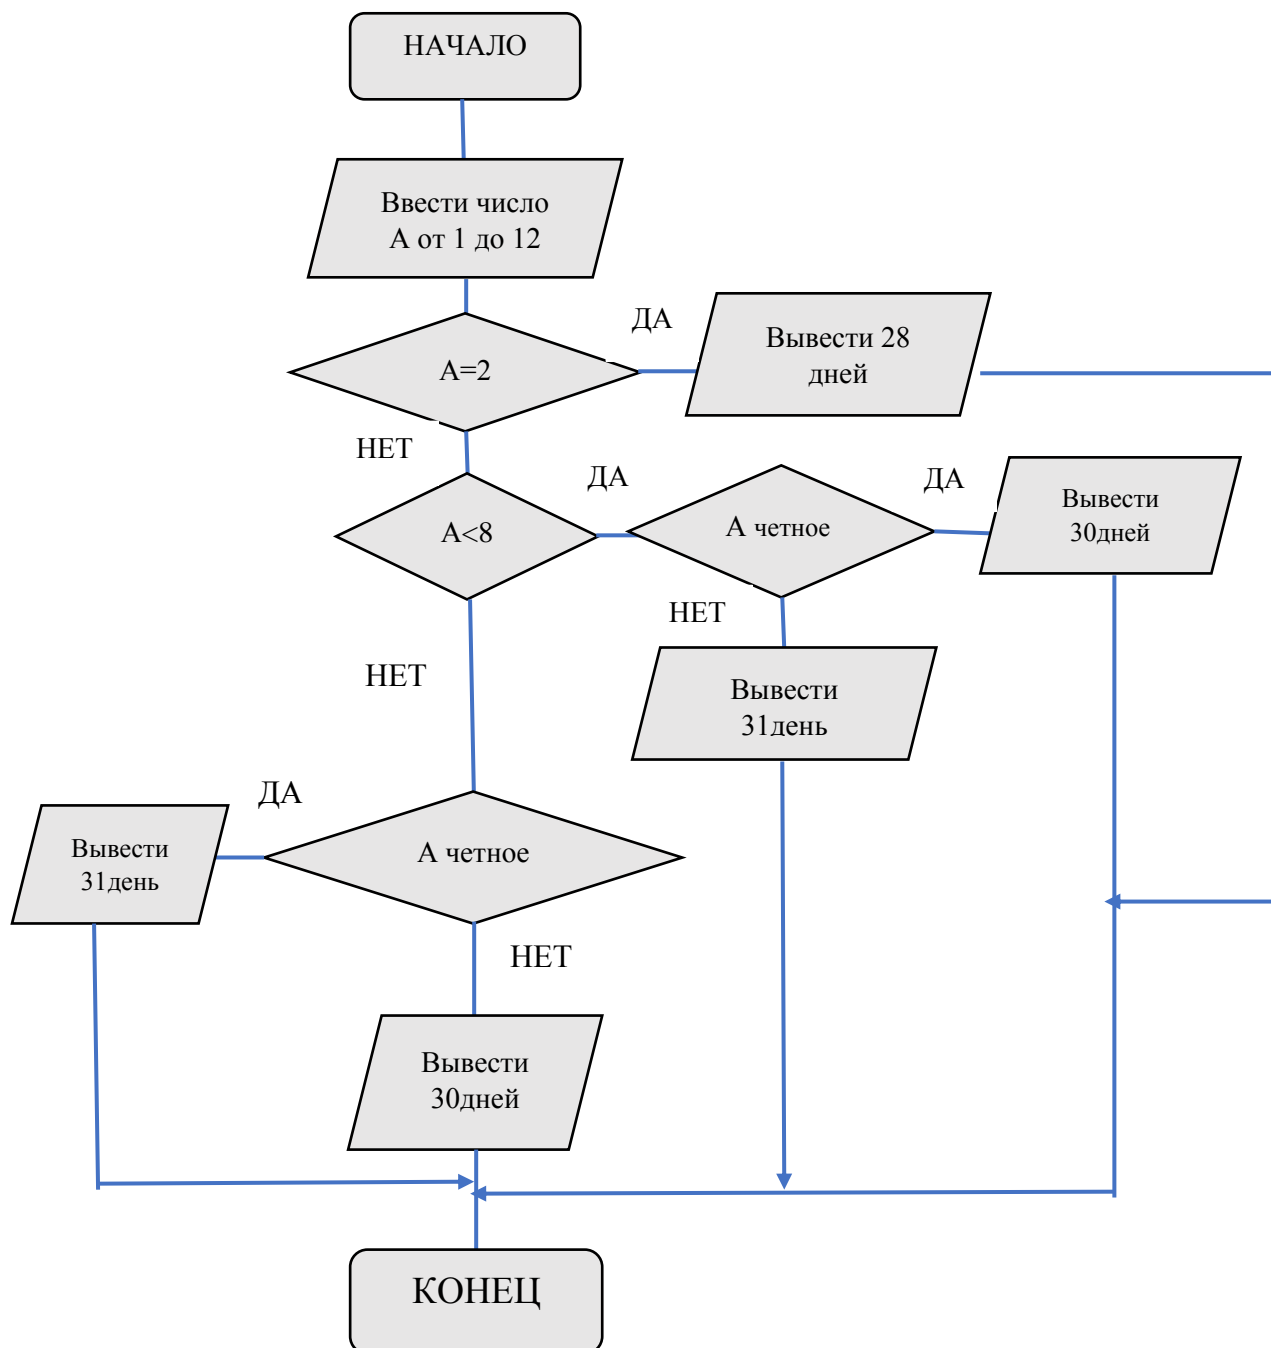 НАЧАЛО
Ввести число
А от 1 до 12
ДА
А=2
Вывести 28
дней
НЕТ
ДА
ДА
А<8
А четное
Вывести
30дней
НЕТ
НЕТ
Вывести
31день
ДА
Вывести
31день
А четное
НЕТ
Вывести
30дней
КОНЕЦ